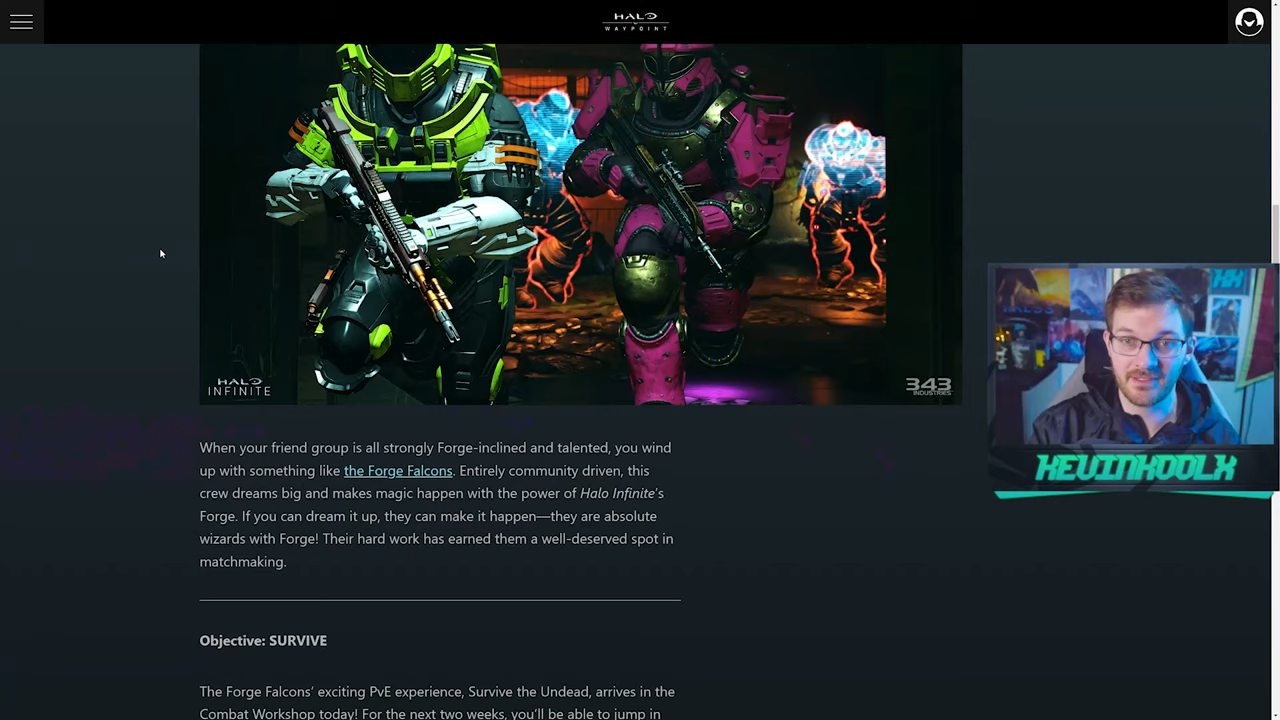 HALO
WAYPOINT
HALO
INFINITE
343
INDUSTRIES
When your friend group is all strongly Forge-inclined and talented, you wind
up with something like the Forge Falcons. Entirely community driven, this
crew dreams big and makes magic happen with the power of Halo Infinite's
Forge. If you can dream it up, they can make it happen—they are absolute
wizards with Forge! Their hard work has earned them a well-deserved spot in
matchmaking.
KEVINKOOLX
Objective: SURVIVE
The Forge Falcons' exciting PvE experience, Survive the Undead, arrives in the
Combat Workshop today! For the next two weeks, you'll be able to jump in